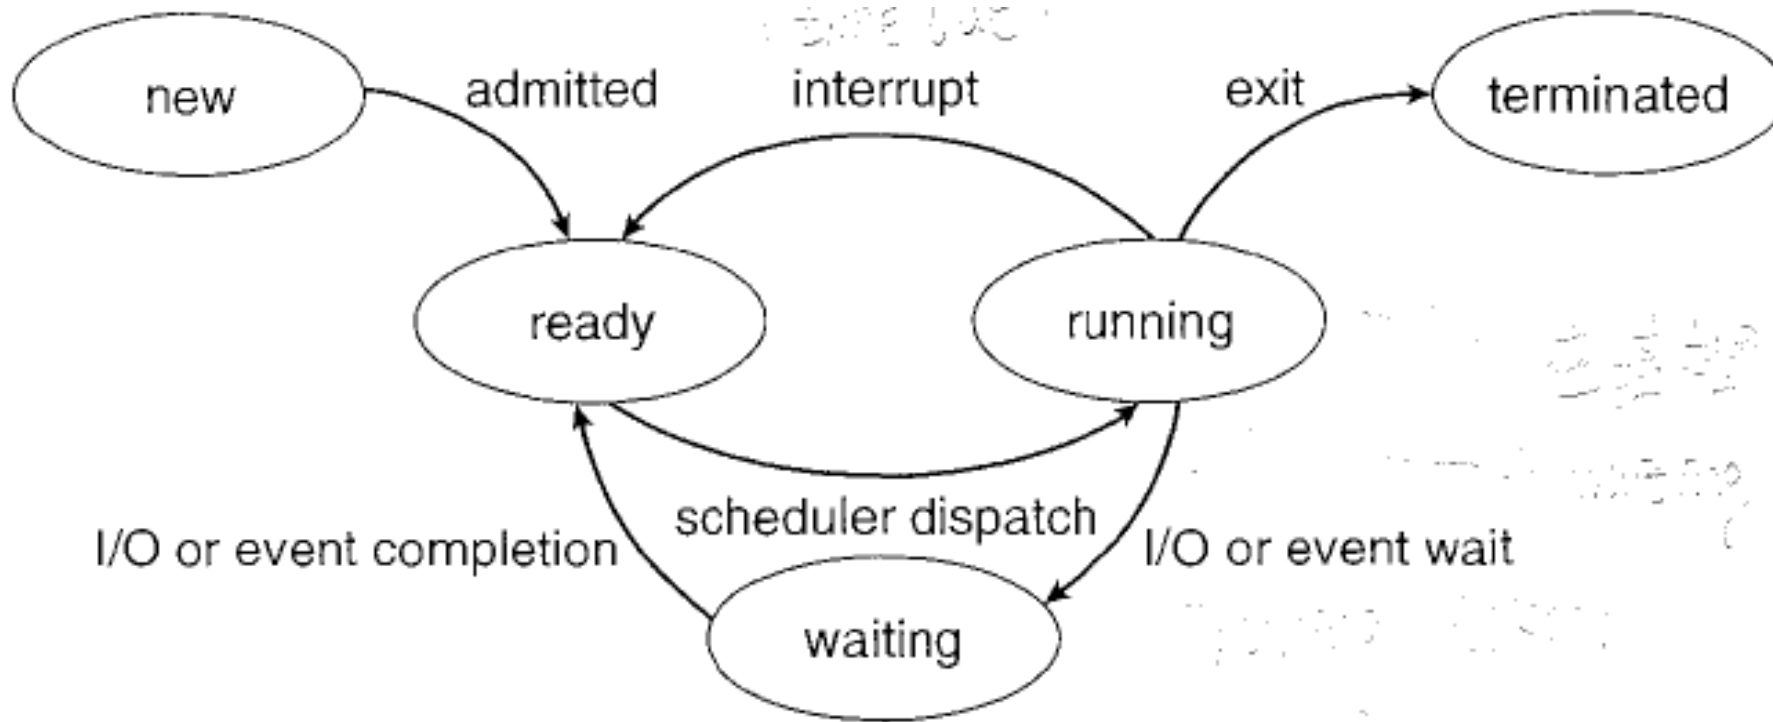 new
admitted
interrupt
exit
terminated
ready
running
scheduler dispatch
I/O or event completion
I/O or event wait
waiting